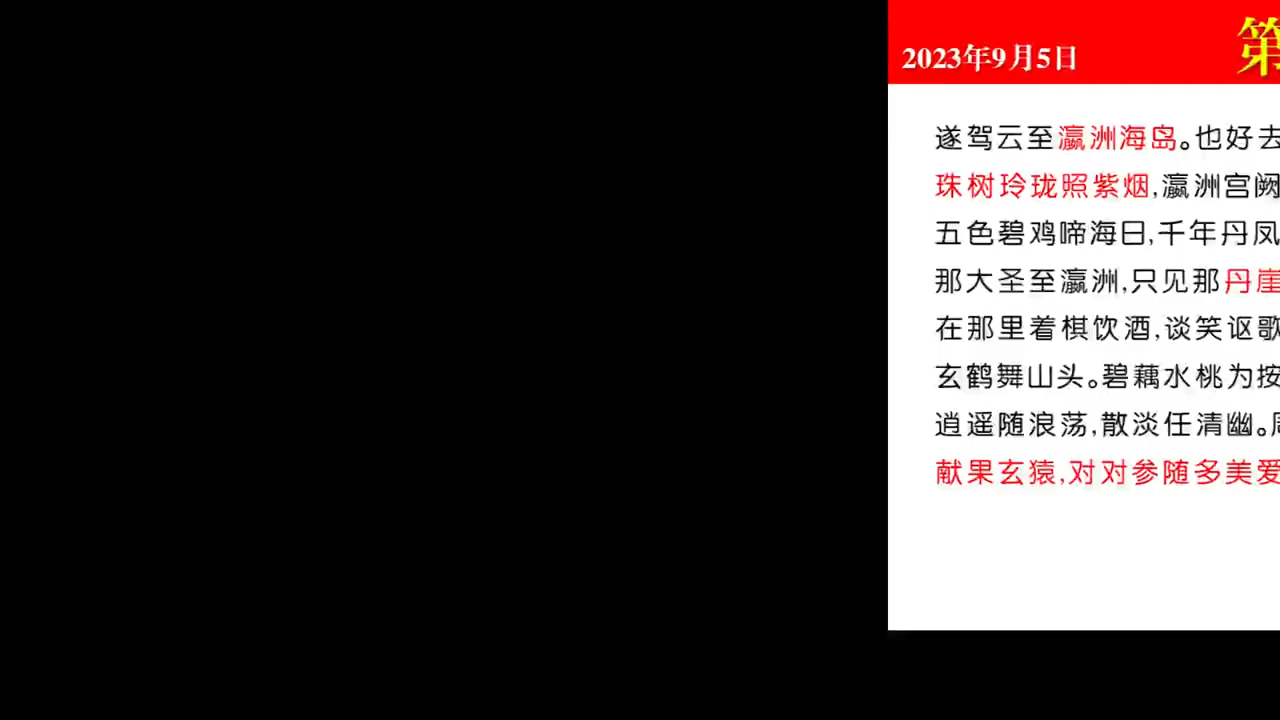 2023年9月5日
第
遂驾云至瀛洲海岛。也好去
珠树玲珑照紫烟,瀛洲宫阙
五色碧鸡啼海日,千年丹凤
那大圣至瀛洲,只见那丹崖
在那里着棋饮酒,谈笑讴歌
玄鹤舞山头。碧藕水桃为按
逍遥随浪荡,散淡任清幽。
献果玄猿,对对参随多美爱